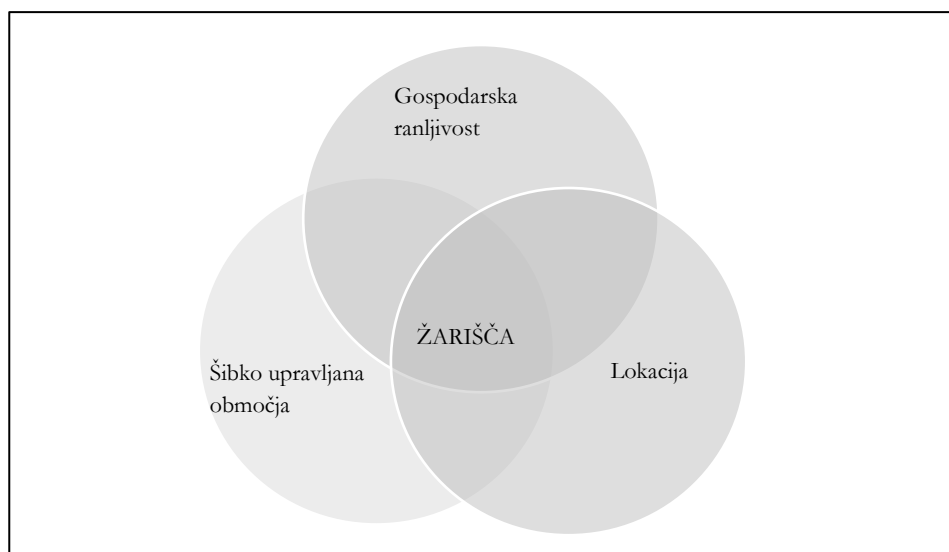 Gospodarska
ranljivost
ŽARIŠČA
Šibko upravljana
območja
Lokacija